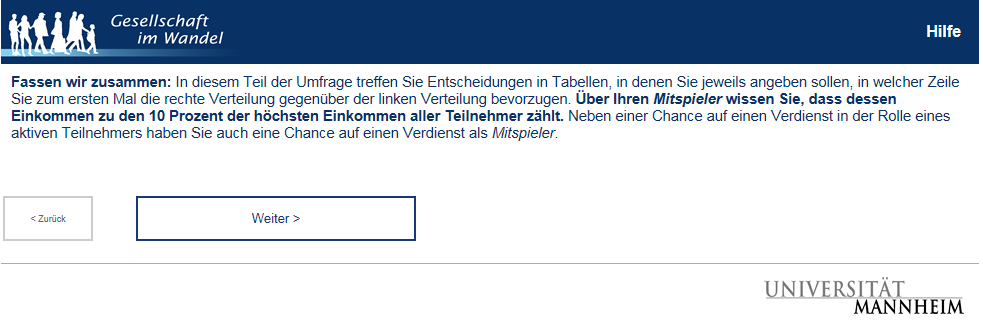 Gesellschaft
im Wandel
Hilfe
Fassen wir zusammen: In diesem Teil der Umfrage treffen Sie Entscheidungen in Tabellen, in denen Sie jeweils angeben sollen, in welcher Zeile
Sie zum ersten Mal die rechte Verteilung gegenüber der linken Verteilung bevorzugen. Über Ihren Mitspieler wissen Sie, dass dessen
Einkommen zu den 10 Prozent der höchsten Einkommen aller Teilnehmer zählt. Neben einer Chance auf einen Verdienst in der Rolle eines
aktiven Teilnehmers haben Sie auch eine Chance auf einen Verdienst als Mitspieler.
< Zurück
Weiter >
UNIVERSITÄT
MANNHEIM